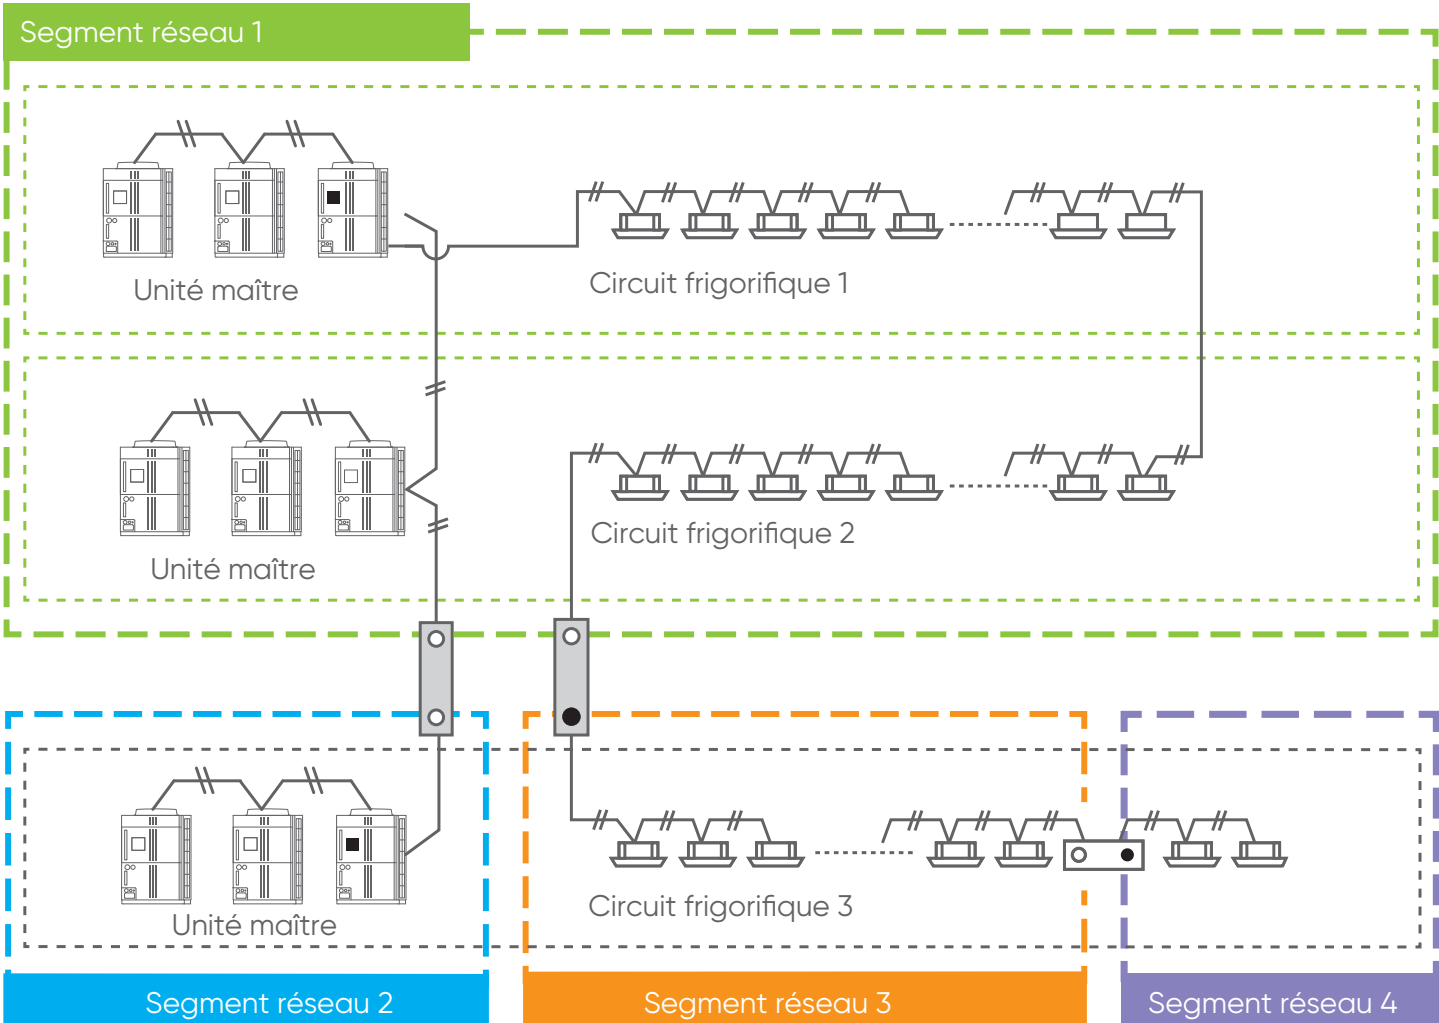 Segment réseau 1
Unité maître
Circuit frigorifique 1
Unité maître
Circuit frigorifique 2
Unité maître
Circuit frigorifique 3
Segment réseau 2
Segment réseau 3
Segment réseau 4